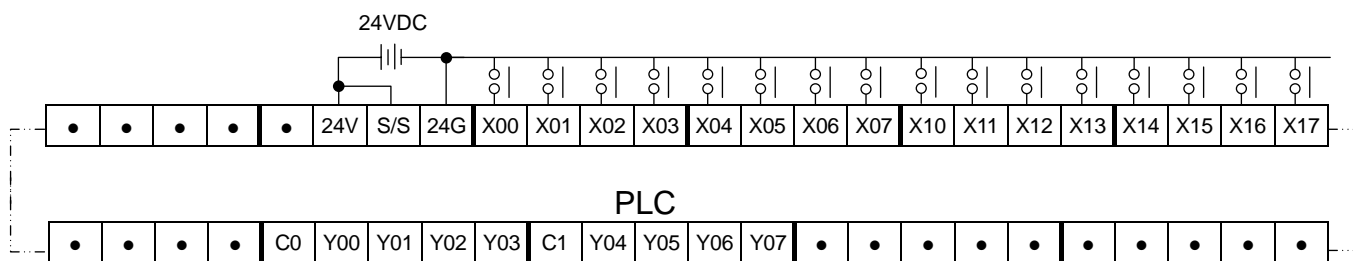 24VDC
• • • • • 24V S/S 24G X00 X01 X02 X03 X04 X05 X06 X07 X10 X11 X12 X13 X14 X15 X16 X17
PLC
• • • • C0 Y00 Y01 Y02 Y03 C1 Y04 Y05 Y06 Y07 • • • • • • • • • •